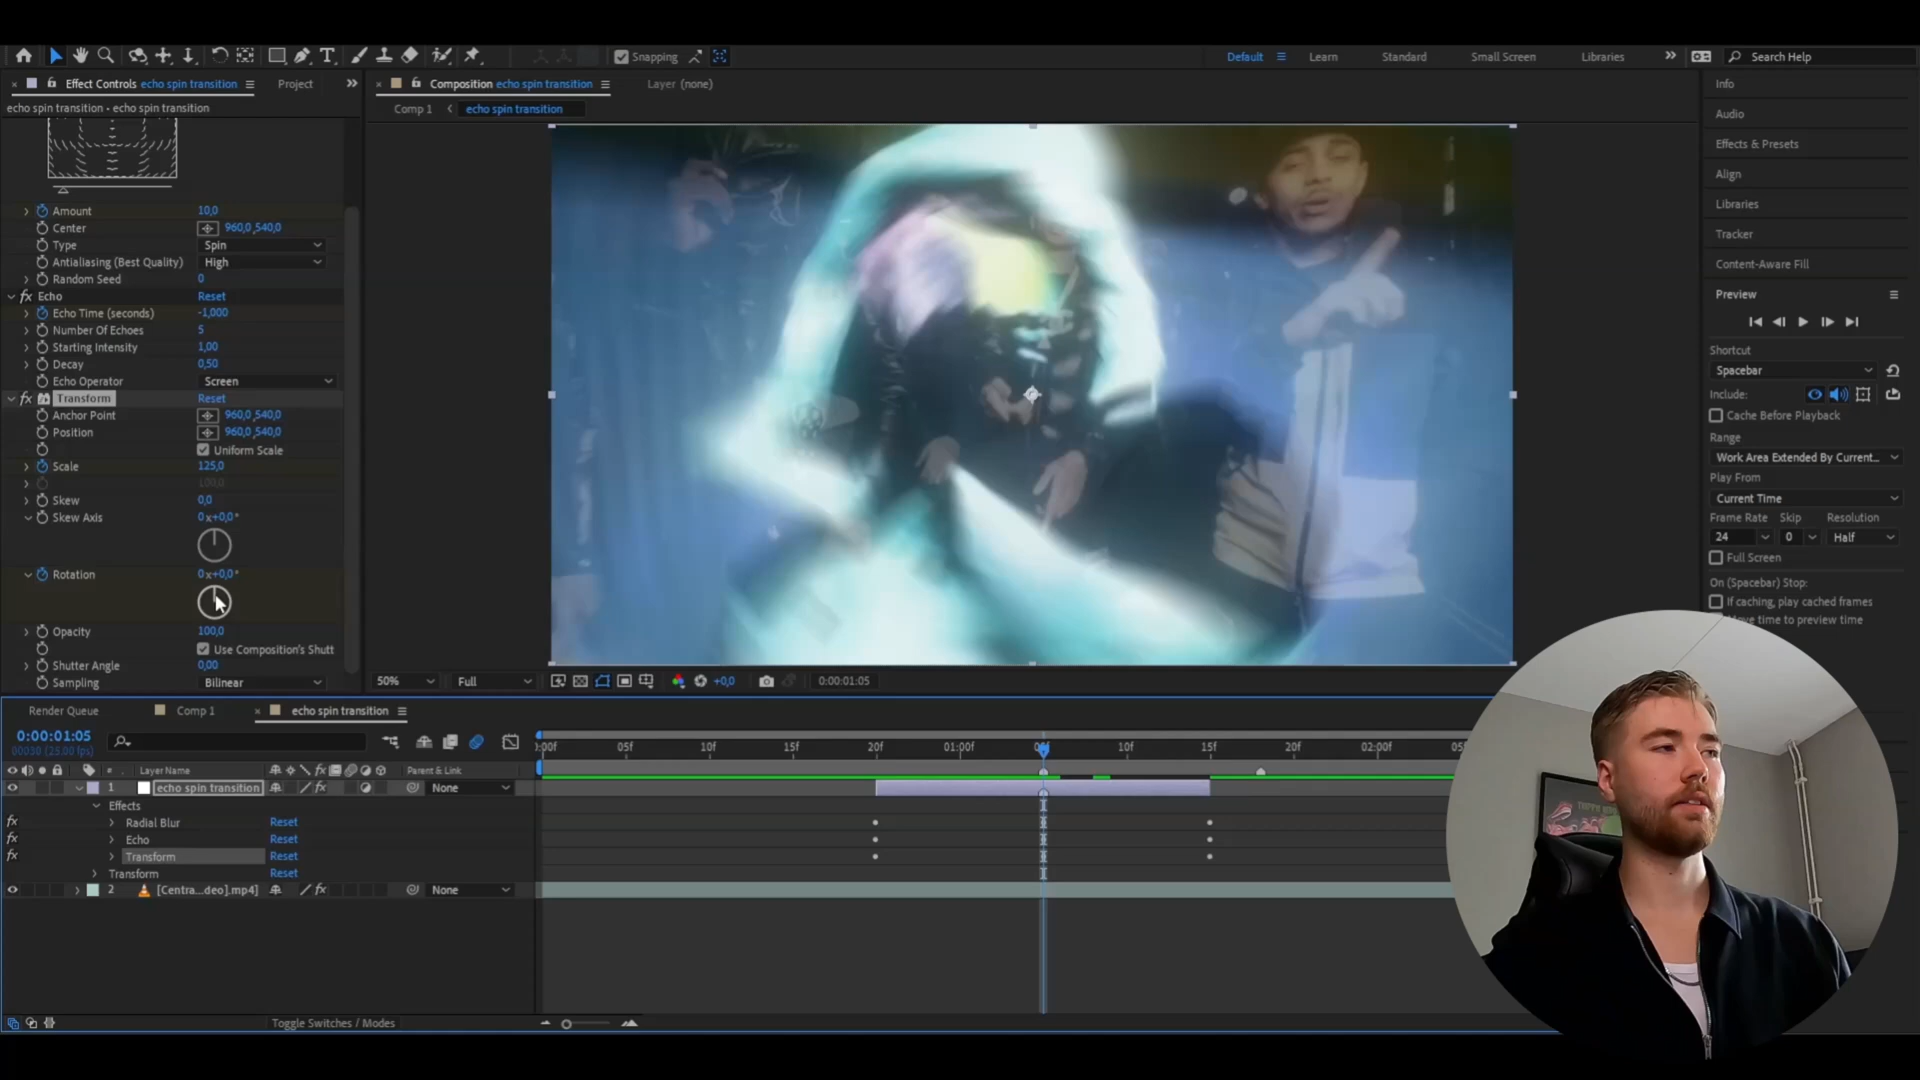 Snapping
Default
Learn
Standard
Small Screen
Libraries
Search Help
Effect Controls echo spin transition
Project
Composition echo spin transition
Layer (none)
echo spin transition • echo spin transition
Comp 1
echo spin transition
Amount 10,0
Center 960,0,540,0
Type Spin
Antialiasing (Best Quality) High
Random Seed 0
fx Echo Reset
Echo Time (seconds) -1,000
Number Of Echoes 5
Starting Intensity 1,00
Decay 0,50
Echo Operator Screen
fx Transform Reset
Anchor Point 960,0,540,0
Position 960,0,540,0
Uniform Scale
Scale 125,0
100,0
Skew 0,0
Skew Axis 0x+0,0°
Rotation 0x+0,0°
Opacity 100,0
Use Composition's Shutt
Shutter Angle 0,00
Sampling Bilinear
50%
Full
+0,0
0:00:01:05
Info
Audio
Effects & Presets
Align
Libraries
Tracker
Content-Aware Fill
Preview
Shortcut
Spacebar
Include:
Cache Before Playback
Range
Work Area Extended By Current...
Play From
Current Time
Frame Rate Skip Resolution
24 0 Half
Full Screen
On (Spacebar) Stop:
If caching, play cached frames
time to preview time
Render Queue
Comp 1
echo spin transition
0:00:01:05
00030 (25.00 fps)
:00f 05f 10f 15f 20f 01:00f 10f 15f 20f 02:00f
# Layer Name
Parent & Link
1 echo spin transition None
Effects
fx Radial Blur Reset
fx Echo Reset
fx Transform Reset
Transform Reset
2 [Centra...deo].mp4] None
Toggle Switches / Modes